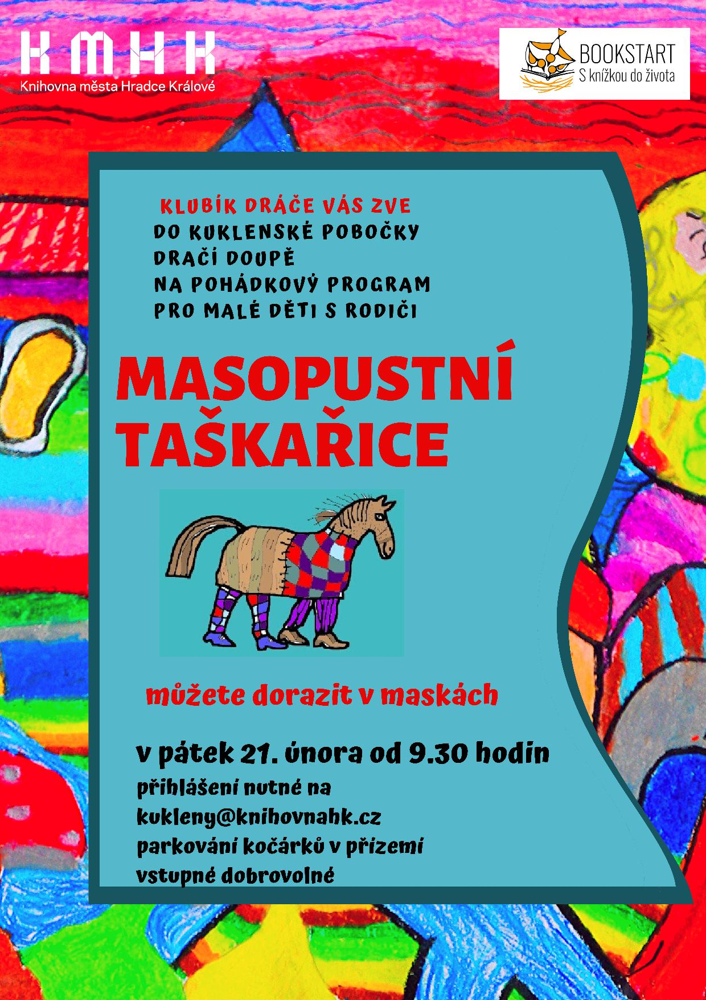 KMHK
Knihovna města Hradce Králové
BOOKSTART
S knížkou do života
KLUBÍK DRÁČE VÁS ZVE
DO KUKLENSKÉ POBOČKY
DRAČÍ DOUPĚ
NA POHÁDKOVÝ PROGRAM
PRO MALÉ DĚTI S RODIČI
MASOPUSTNÍ
TAŠKAŘICE
můžete dorazit v maskách
v pátek 21. února od 9.30 hodin
přihlášení nutné na
kukleny@knihovnahk.cz
parkování kočárků v přízemí
vstupné dobrovolné